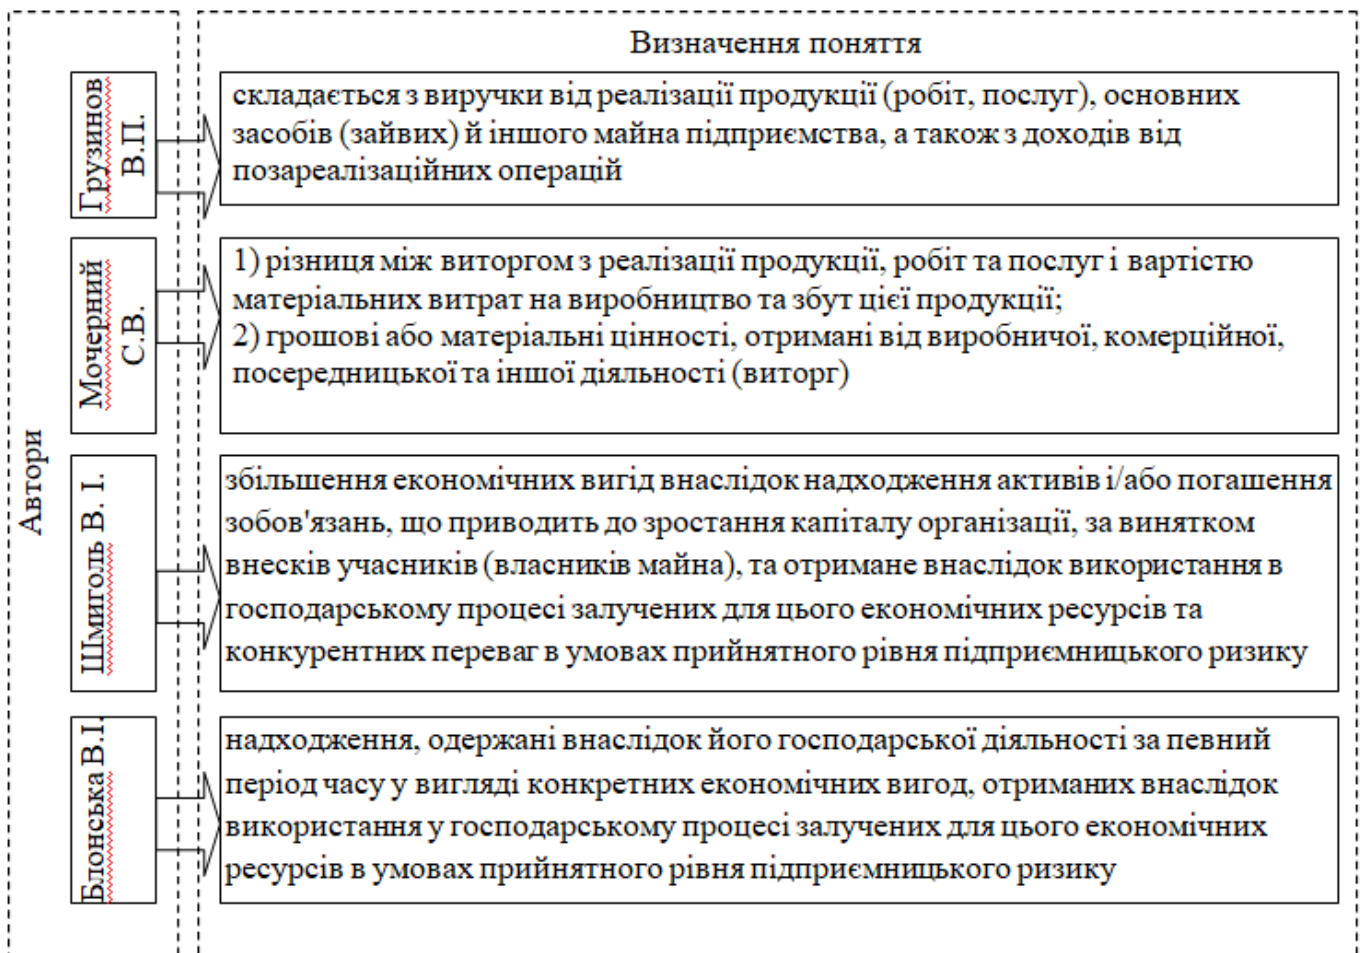 Визначення поняття
Автори
Грузинов
В.П.
складається з виручки від реалізації продукції (робіт, послуг), основних
засобів (зайвих) й іншого майна підприємства, а також з доходів від
позареалізаційних операцій
Мочерний
С.В.
1) різниця між виторгом з реалізації продукції, робіт та послуг і вартістю
матеріальних витрат на виробництво та збут цієї продукції;
2) грошові або матеріальні цінності, отримані від виробничої, комерційної,
посередницької та іншої діяльності (виторг)
Шмиголь В. І.
збільшення економічних вигід внаслідок надходження активів і/або погашення
зобов'язань, що приводить до зростання капіталу організації, за винятком
внесків учасників (власників майна), та отримане внаслідок використання в
господарському процесі залучених для цього економічних ресурсів та
конкурентних переваг в умовах прийнятного рівня підприємницького ризику
Блонська В.І.
надходження, одержані внаслідок його господарської діяльності за певний
період часу у вигляді конкретних економічних вигод, отриманих внаслідок
використання у господарському процесі залучених для цього економічних
ресурсів в умовах прийнятного рівня підприємницького ризику